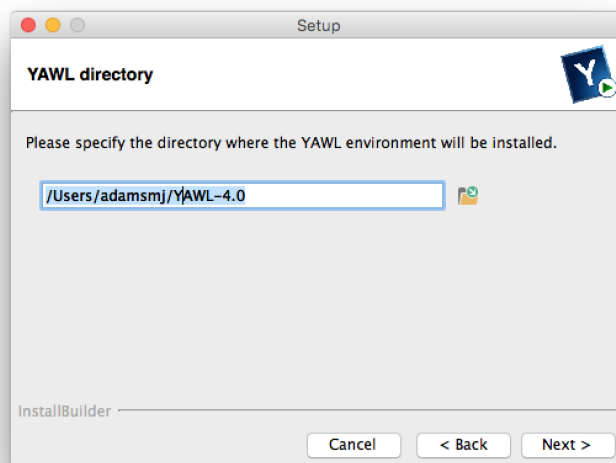 Setup
YAWL directory
Y
Please specify the directory where the YAWL environment will be installed.
/Users/adamsmj/YAWL-4.0
InstallBuilder
Cancel
< Back
Next >